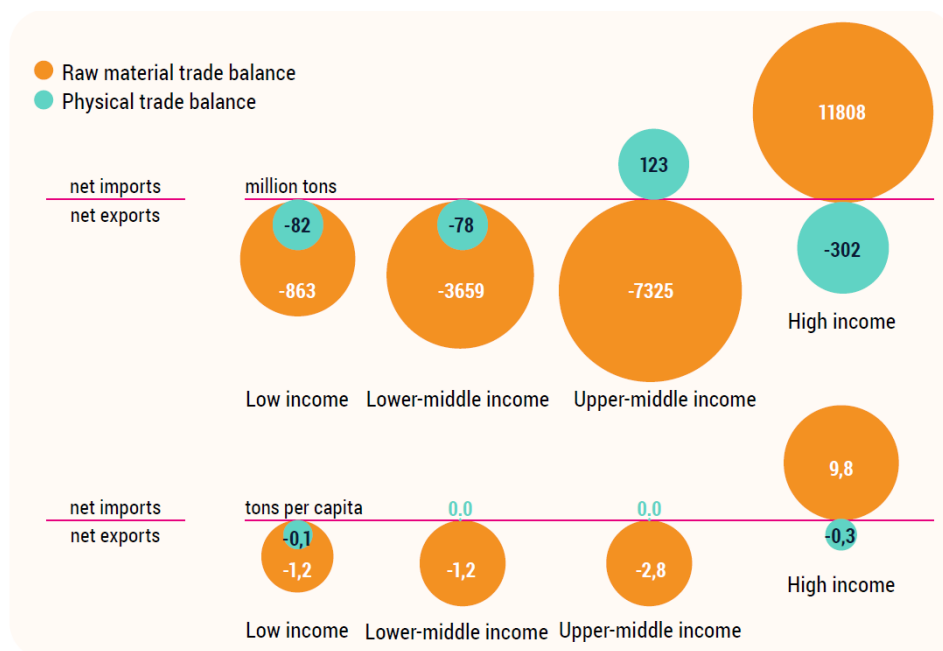 Raw material trade balance
Physical trade balance
11808
123
net imports
million tons
net exports
-82
-78
-302
-863
-3659
-7325
High income
Low income
Lower-middle income
Upper-middle income
9,8
net imports
tons per capita
0.0
0.0
net exports
-0,1
-0,3
-1,2
-1,2
-2,8
High income
Low income
Lower-middle income
Upper-middle income